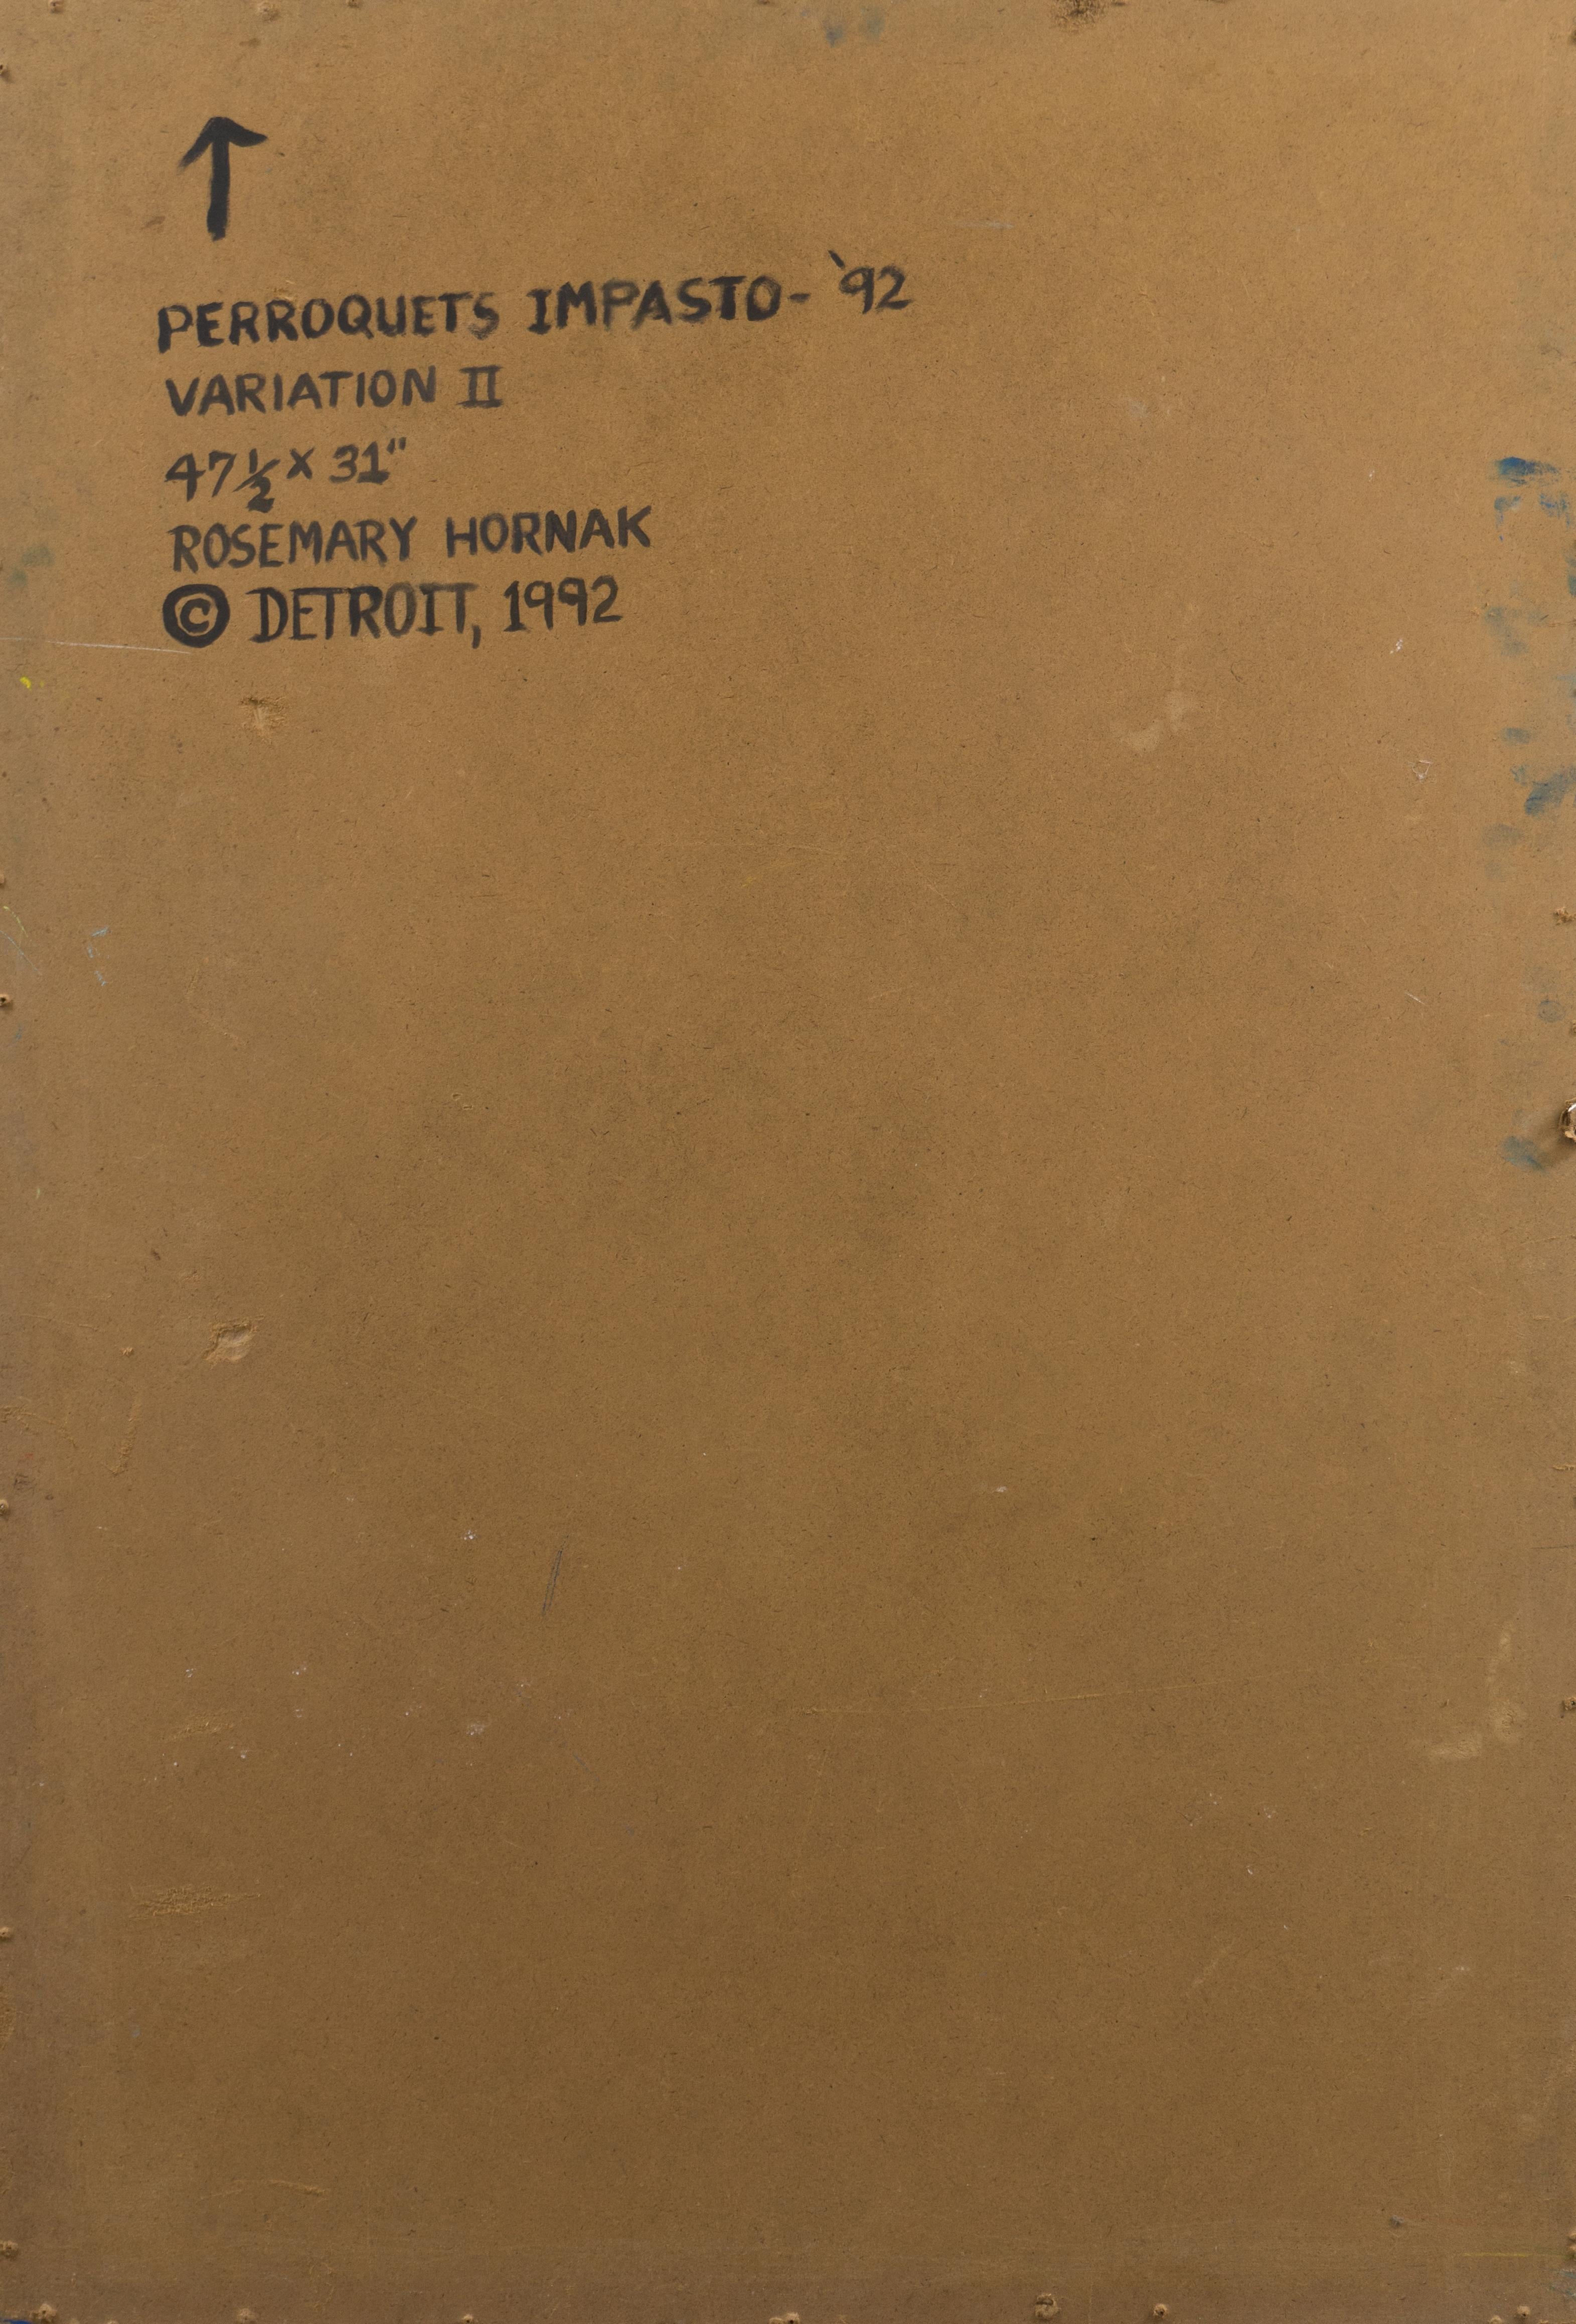 ↑
PERROQUETS IMPASTO- '92
VARIATION II
47½ x 31"
ROSEMARY HORNAK
© DETROIT, 1992